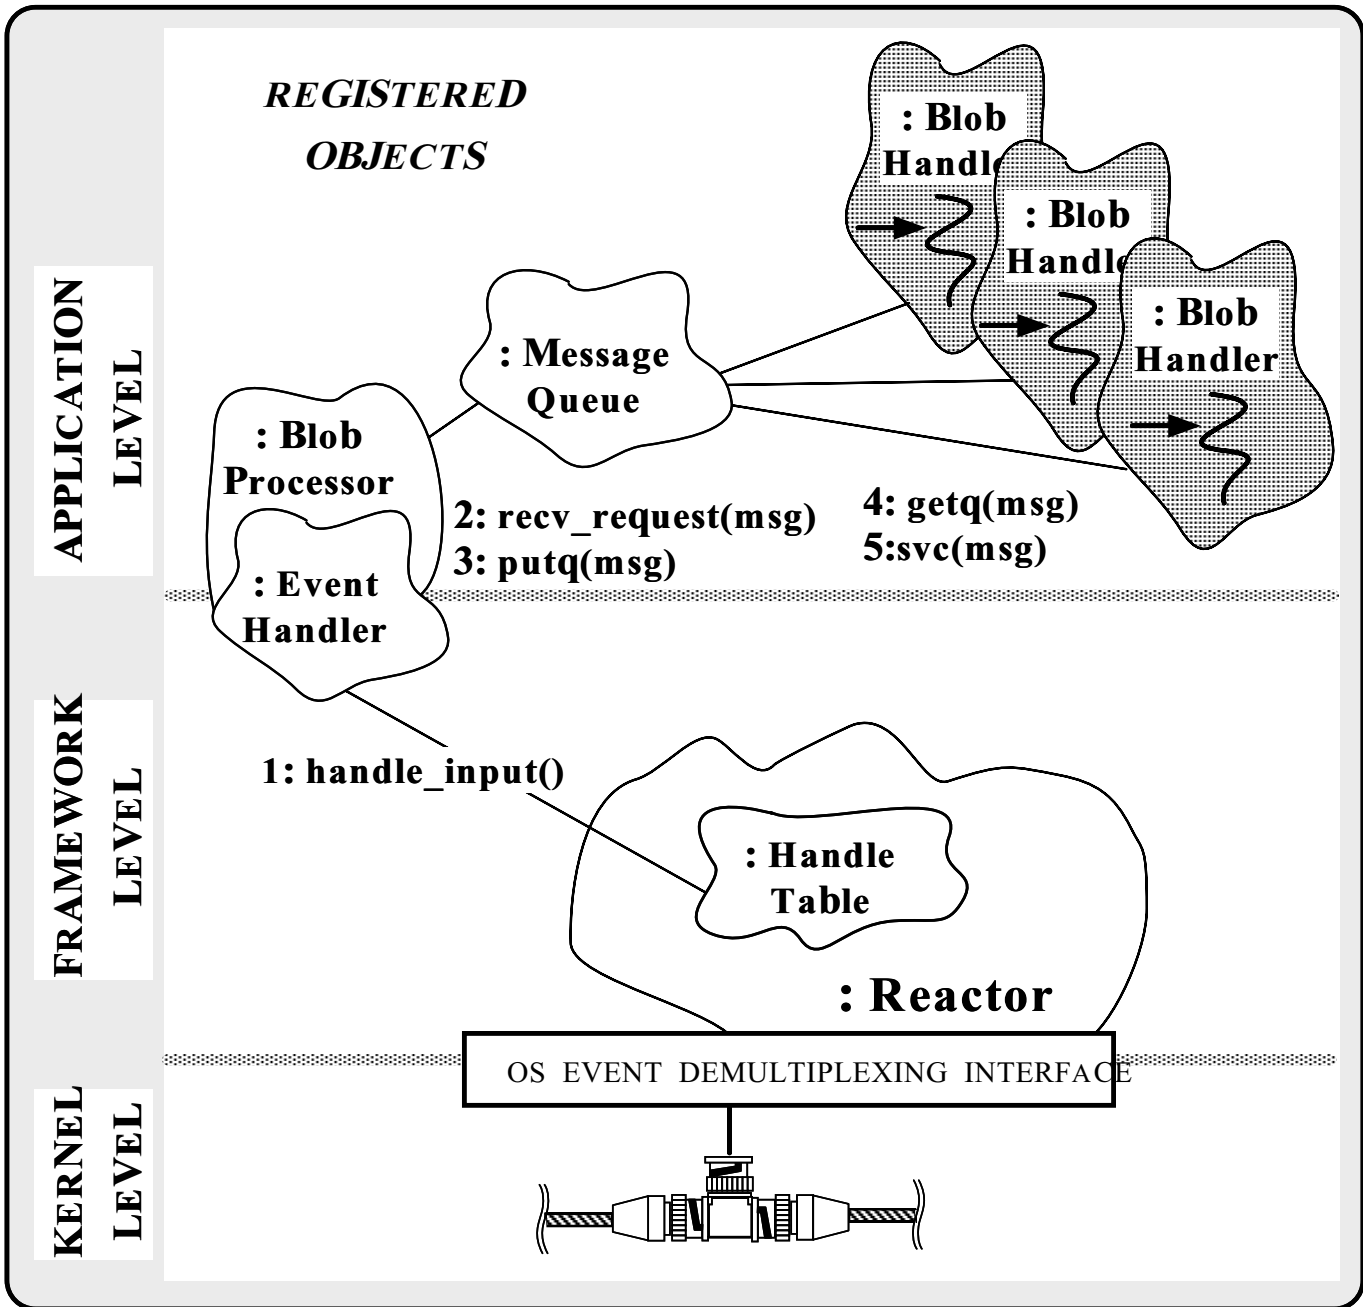 REGISTERED
OBJECTS
: Blob
Handle
: Blob
Handle
: Blob
Handler
: Message
Queue
: Blob
Processor
2: recv_request(msg)
3: putq(msg)
4: getq(msg)
5:svc(msg)
: Event
Handler
APPLICATION
LEVEL
1: handle_input()
: Handle
Table
: Reactor
FRAMEWORK
LEVEL
OS EVENT DEMULTIPLEXING INTERFACE
KERNEL
LEVEL